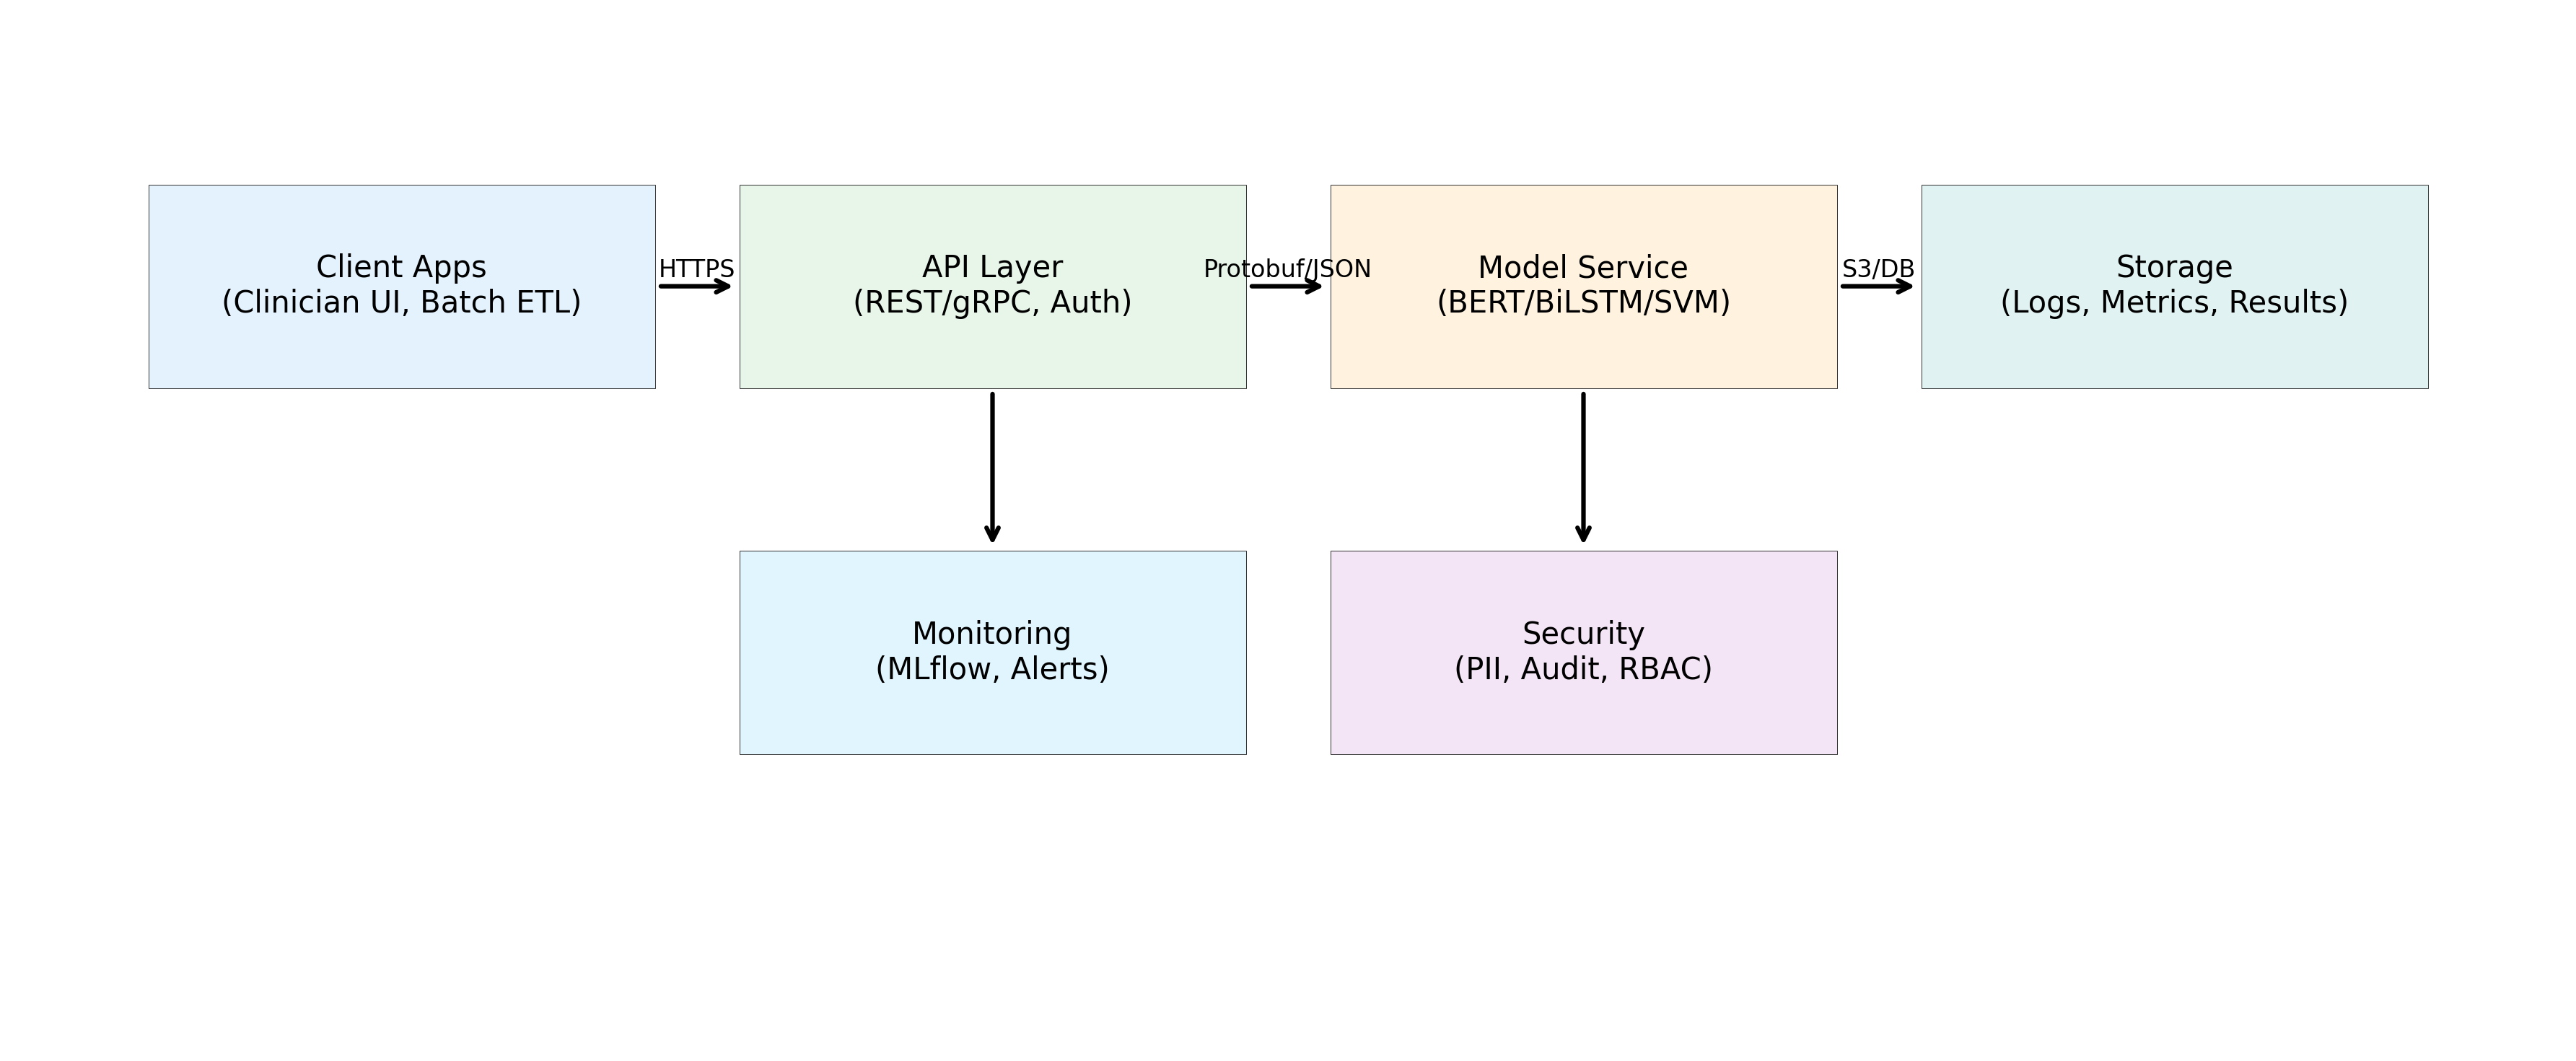 Client Apps
(Clinician UI, Batch ETL)
HTTPS
API Layer
(REST/gRPC, Auth)
Protobuf/JSON
Model Service
(BERT/BiLSTM/SVM)
S3/DB
Storage
(Logs, Metrics, Results)
Monitoring
(MLflow, Alerts)
Security
(PII, Audit, RBAC)